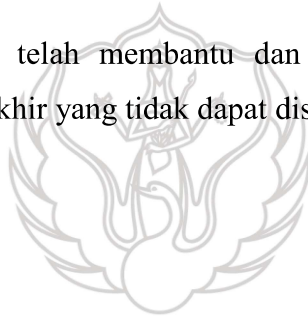 telah membantu dan
khir yang tidak dapat dis